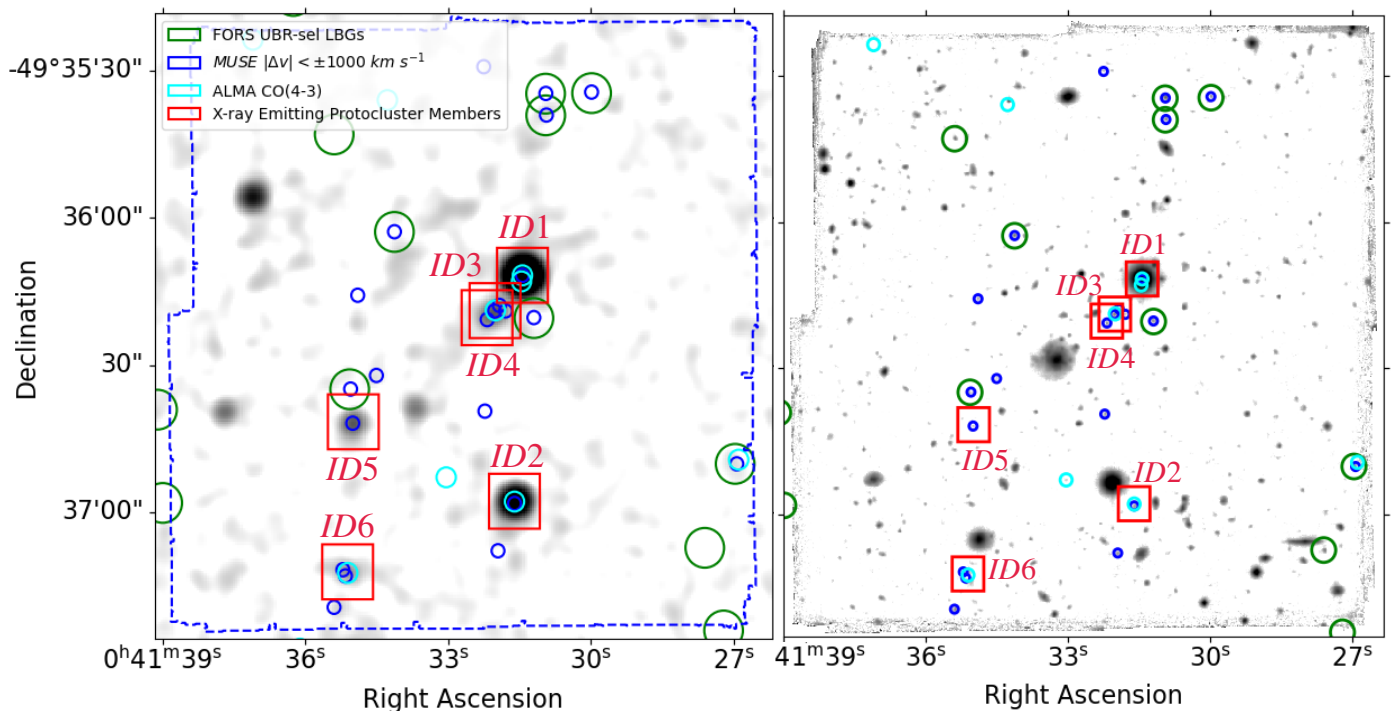 FORS UBR-sel LBGs
MUSE |Δv| < ±1000 km s⁻¹
ALMA CO(4-3)
X-ray Emitting Protocluster Members
-49°35'30"
36'00"
30"
37'00"
Declination
ID1
ID3
ID4
ID5
ID2
ID6
0ʰ41ᵐ39ˢ
36ˢ
33ˢ
30ˢ
27ˢ
Right Ascension
ID1
ID3
ID4
ID5
ID2
ID6
41ᵐ39ˢ
36ˢ
33ˢ
30ˢ
27ˢ
Right Ascension